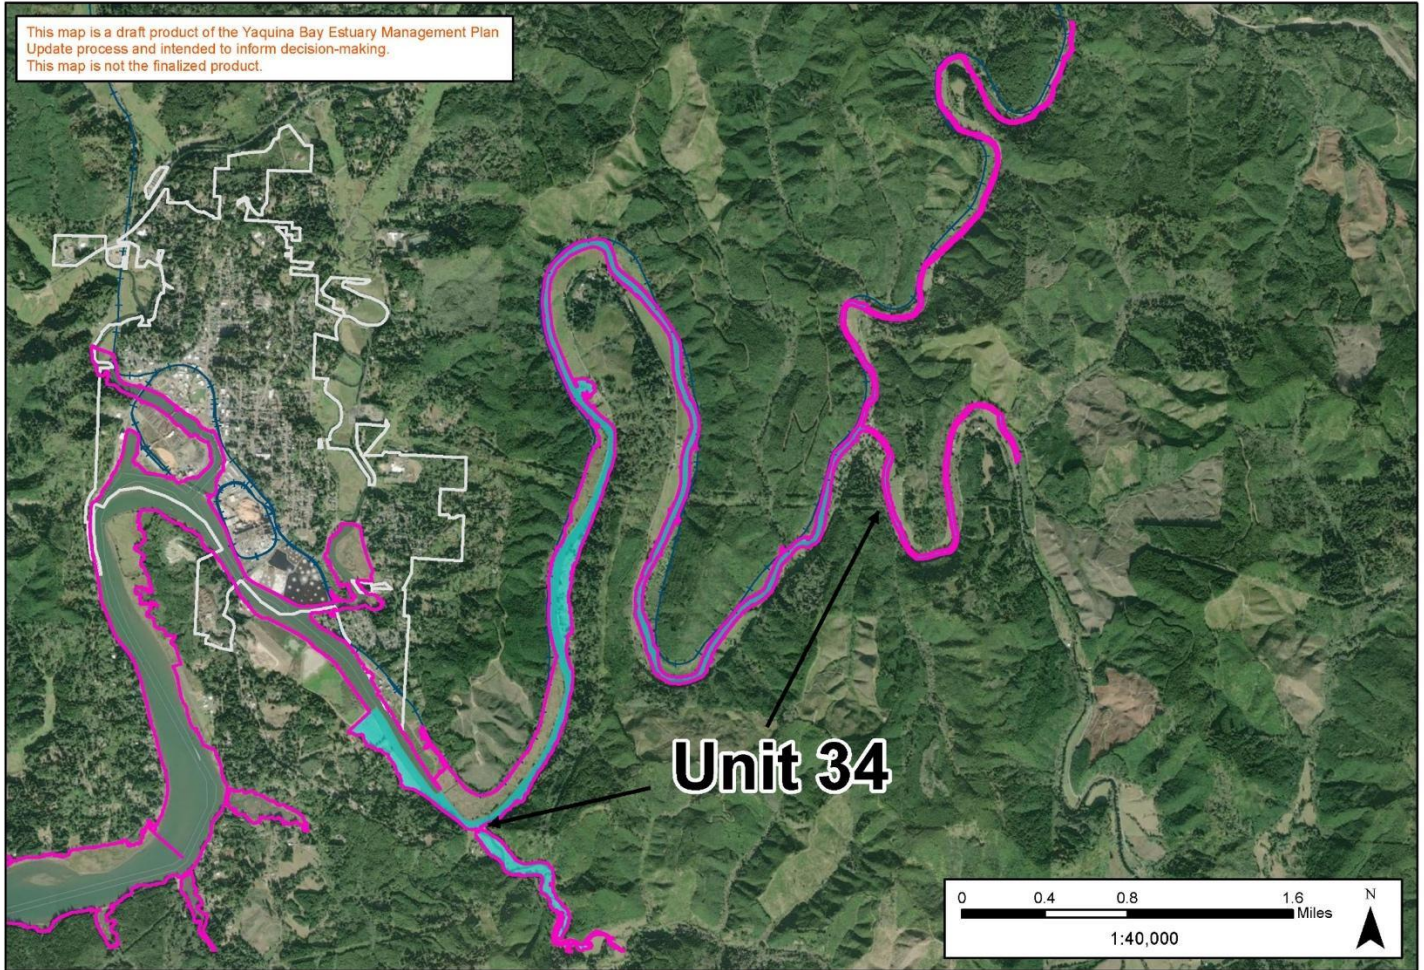 This map is a draft product of the Yaquina Bay Estuary Management Plan
Update process and intended to inform decision-making.
This map is not the finalized product.
Unit 34
0 0.4 0.8 1.6
Miles
1:40,000
N